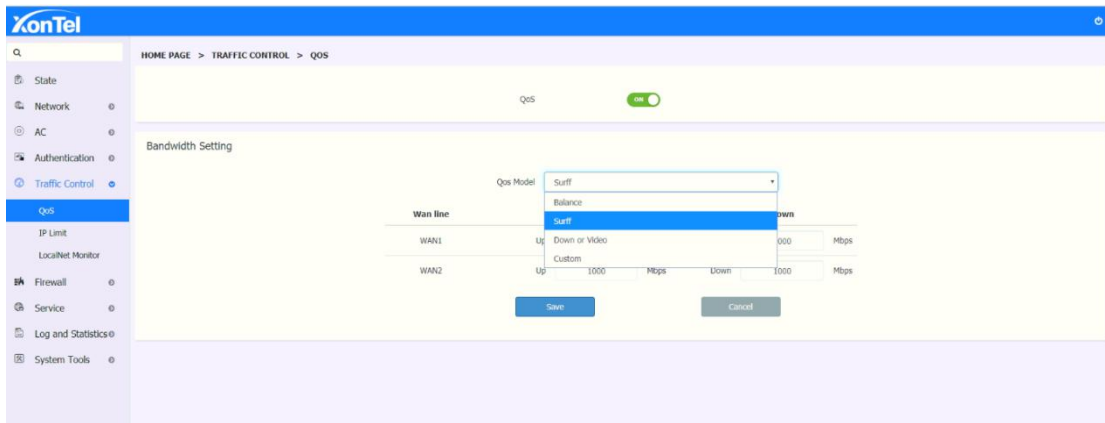 XonTel
HOME PAGE > TRAFFIC CONTROL > QOS
State
Network
AC
Authentication
Traffic Control
QoS
IP Limit
LocalNet Monitor
Firewall
Service
Log and Statistics
System Tools
QoS ON
Bandwidth Setting
Qos Model Surff
Balance
Surff
Down or Video
Custom
Wan line
WAN1 Up 000 Mbps
WAN2 Up 1000 Mbps Down 1000 Mbps
Save Cancel